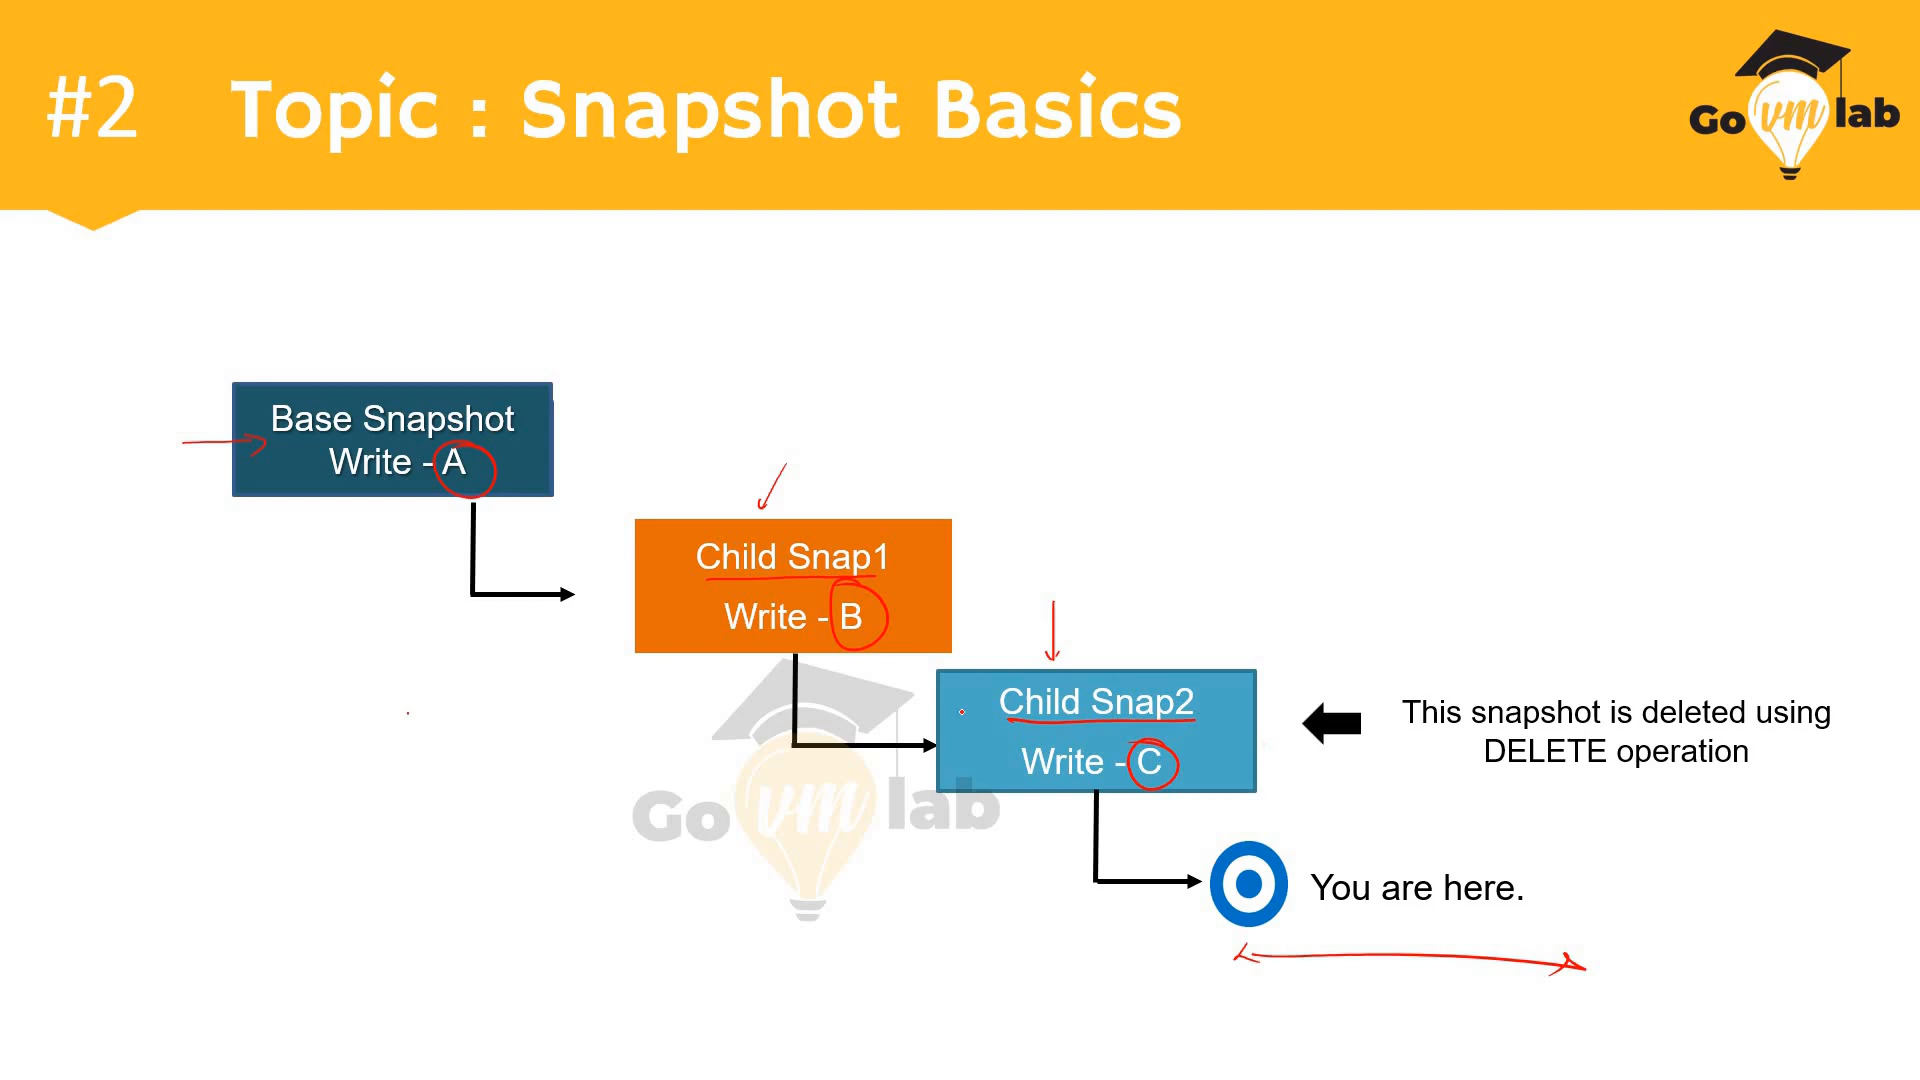 #2 Topic : Snapshot Basics
Go vm lab
Base Snapshot
Write - A
Child Snap1
Write - B
Child Snap2
Write - C
This snapshot is deleted using
DELETE operation
Go vm lab
You are here.